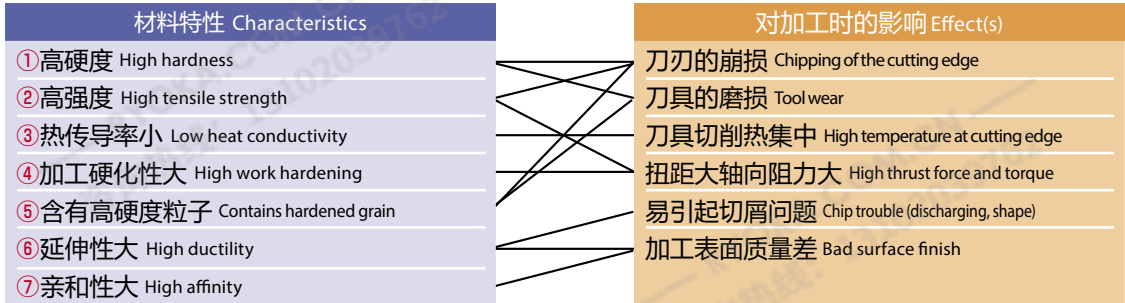 材料特性 Characteristics
①高硬度 High hardness
②高强度 High tensile strength
③热传导率小 Low heat conductivity
④加工硬化性大 High work hardening
⑤含有高硬度粒子 Contains hardened grain
⑥延伸性大 High ductility
⑦亲和性大 High affinity
对加工时的影响 Effect(s)
刀刃的崩损 Chipping of the cutting edge
刀具的磨损 Tool wear
刀具切削热集中 High temperature at cutting edge
扭距大轴向阻力大 High thrust force and torque
易引起切屑问题 Chip trouble (discharging, shape)
加工表面质量差 Bad surface finish